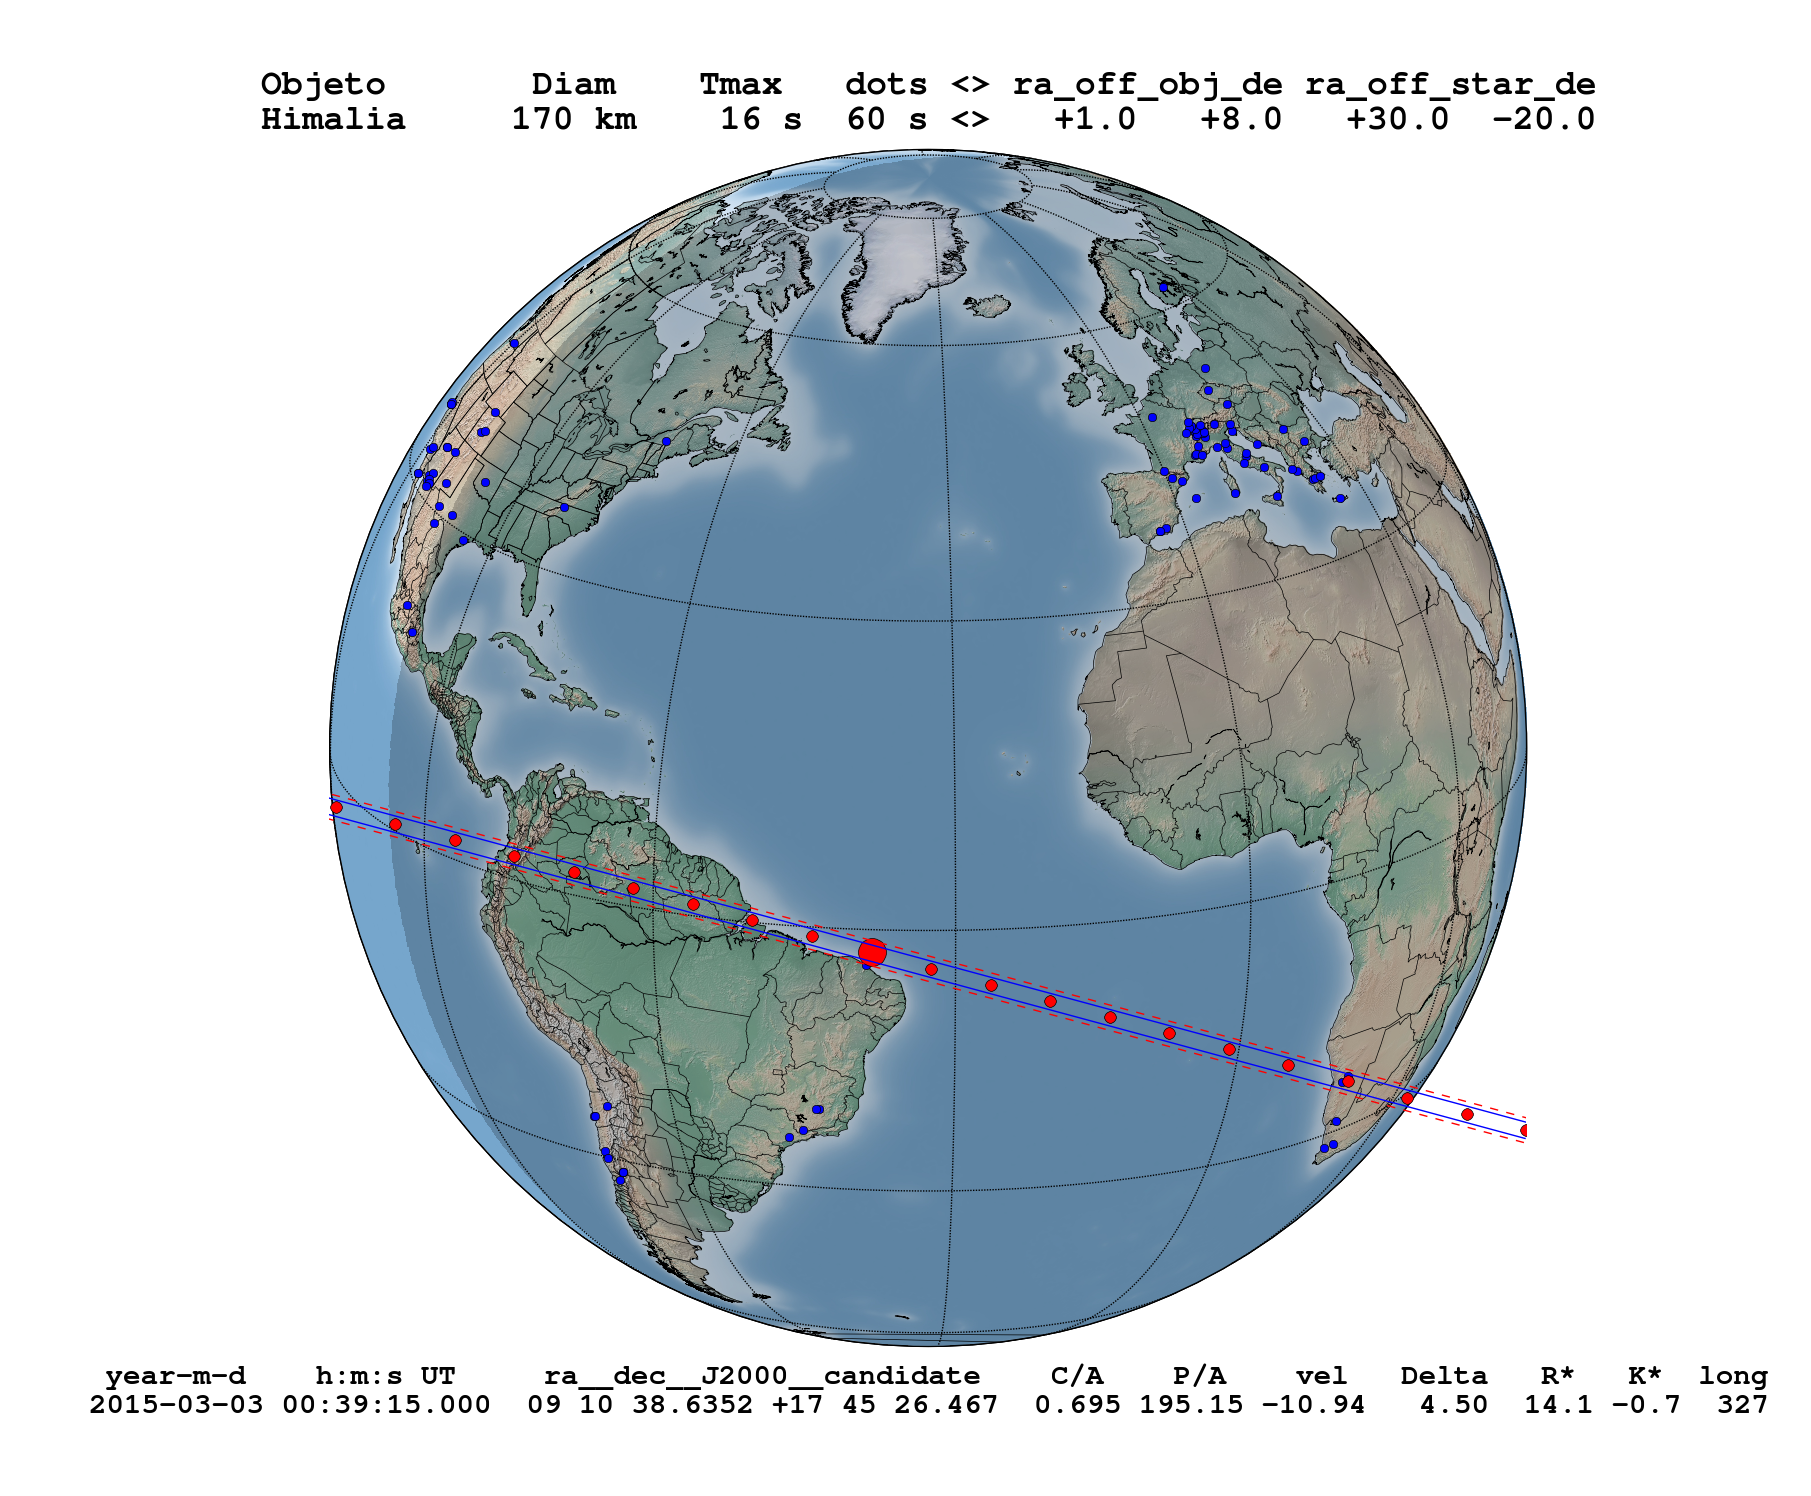 Objeto Diam Tmax dots <> ra_off_obj_de ra_off_star_de
Himalia 170 km 16 s 60 s <> +1.0 +8.0 +30.0 -20.0
year-m-d h:m:s UT ra__dec__J2000__candidate C/A P/A vel Delta R* K* long
2015-03-03 00:39:15.000 09 10 38.6352 +17 45 26.467 0.695 195.15 -10.94 4.50 14.1 -0.7 327